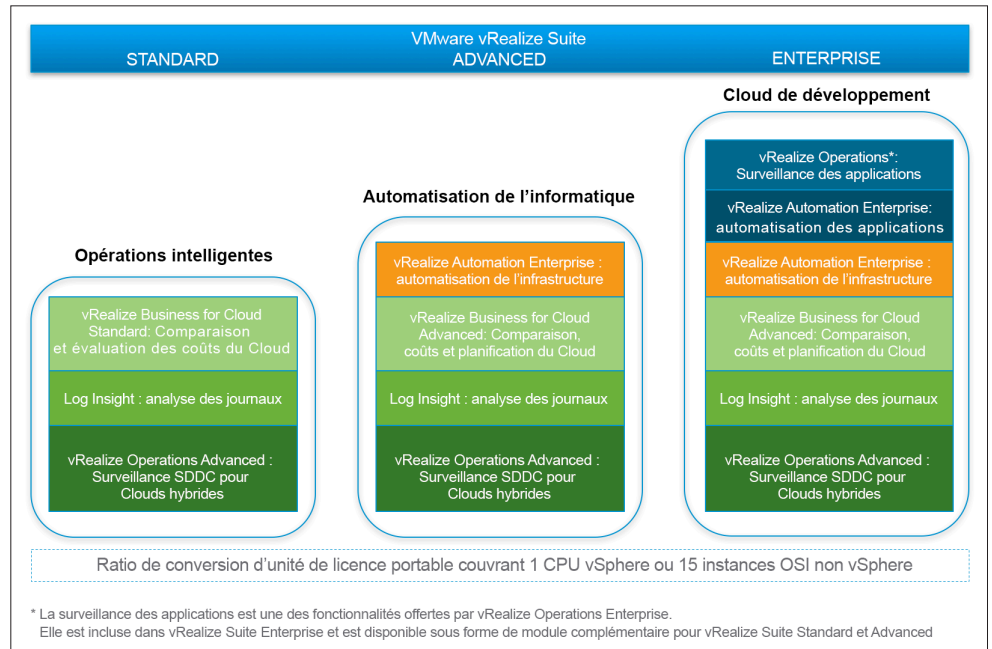 VMware vRealize Suite
STANDARD
ADVANCED
ENTERPRISE
Opérations intelligentes
vRealize Business for Cloud
Standard: Comparaison
et évaluation des coûts du Cloud
Log Insight : analyse des journaux
vRealize Operations Advanced :
Surveillance SDDC pour
Clouds hybrides
Automatisation de l'informatique
vRealize Automation Enterprise :
automatisation de l'infrastructure
vRealize Business for Cloud
Advanced: Comparaison,
coûts et planification du Cloud
Log Insight : analyse des journaux
vRealize Operations Advanced :
Surveillance SDDC pour
Clouds hybrides
Cloud de développement
vRealize Operations*:
Surveillance des applications
vRealize Automation Enterprise:
automatisation des applications
vRealize Automation Enterprise :
automatisation de l'infrastructure
vRealize Business for Cloud
Advanced: Comparaison,
coûts et planification du Cloud
Log Insight : analyse des journaux
vRealize Operations Advanced :
Surveillance SDDC pour
Clouds hybrides
Ratio de conversion d'unité de licence portable couvrant 1 CPU vSphere ou 15 instances OSI non vSphere
* La surveillance des applications est une des fonctionnalités offertes par vRealize Operations Enterprise.
Elle est incluse dans vRealize Suite Enterprise et est disponible sous forme de module complémentaire pour vRealize Suite Standard et Advanced